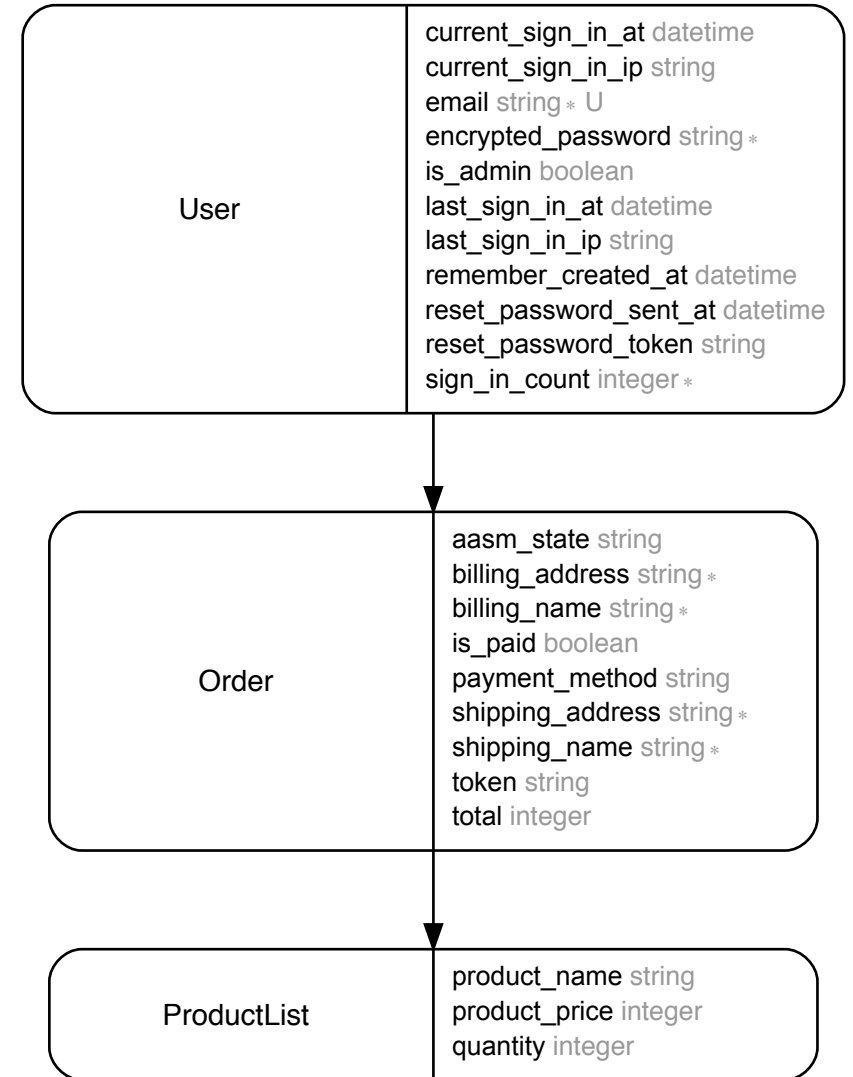 User
current_sign_in_at datetime
current_sign_in_ip string
email string * U
encrypted_password string *
is_admin boolean
last_sign_in_at datetime
last_sign_in_ip string
remember_created_at datetime
reset_password_sent_at datetime
reset_password_token string
sign_in_count integer *
Order
aasm_state string
billing_address string *
billing_name string *
is_paid boolean
payment_method string
shipping_address string *
shipping_name string *
token string
total integer
ProductList
product_name string
product_price integer
quantity integer